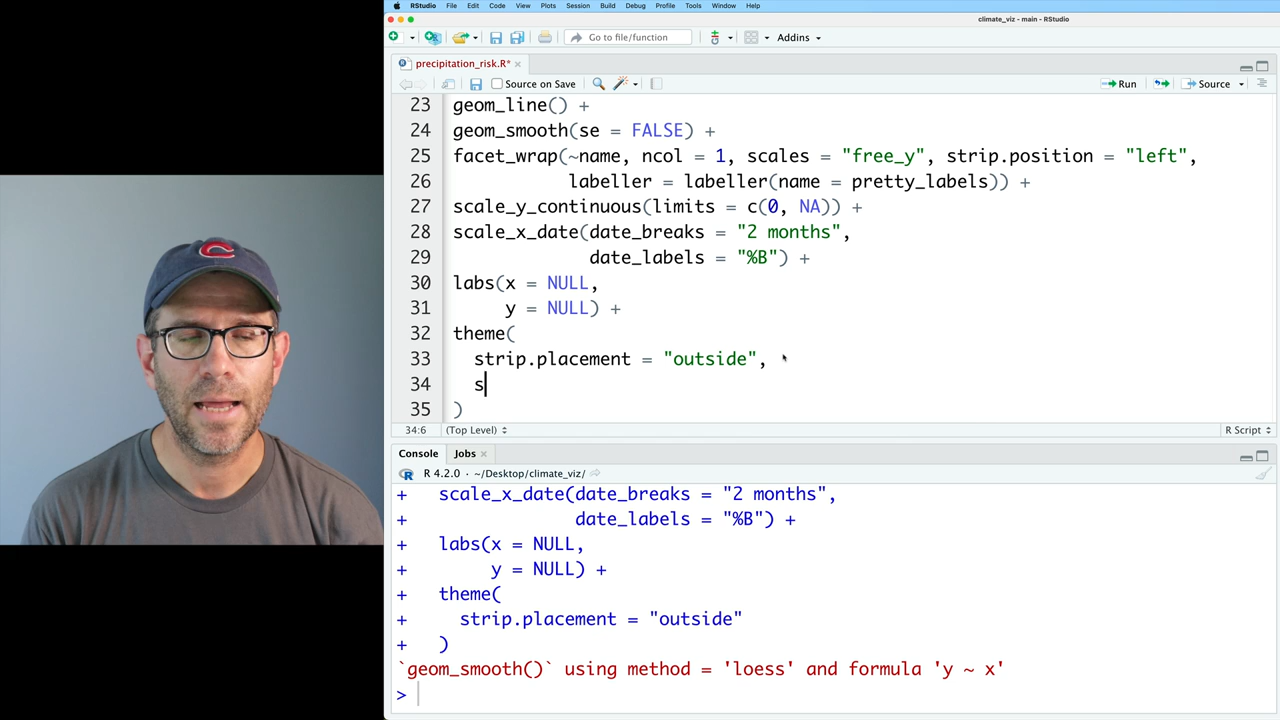 RStudio File Edit Code View Plots Session Build Debug Profile Tools Window Help
climate_viz - main - RStudio
Go to file/function Addins
precipitation_risk.R* ×
Source on Save Run Source
23 geom_line() +
24 geom_smooth(se = FALSE) +
25 facet_wrap(~name, ncol = 1, scales = "free_y", strip.position = "left",
26 labeller = labeller(name = pretty_labels)) +
27 scale_y_continuous(limits = c(0, NA)) +
28 scale_x_date(date_breaks = "2 months",
29 date_labels = "%B") +
30 labs(x = NULL,
31 y = NULL) +
32 theme(
33 strip.placement = "outside",
34 s
35 )
34:6 (Top Level) R Script
Console Jobs ×
R 4.2.0 · ~/Desktop/climate_viz/
+ scale_x_date(date_breaks = "2 months",
+ date_labels = "%B") +
+ labs(x = NULL,
+ y = NULL) +
+ theme(
+ strip.placement = "outside"
+ )
`geom_smooth()` using method = 'loess' and formula 'y ~ x'
>